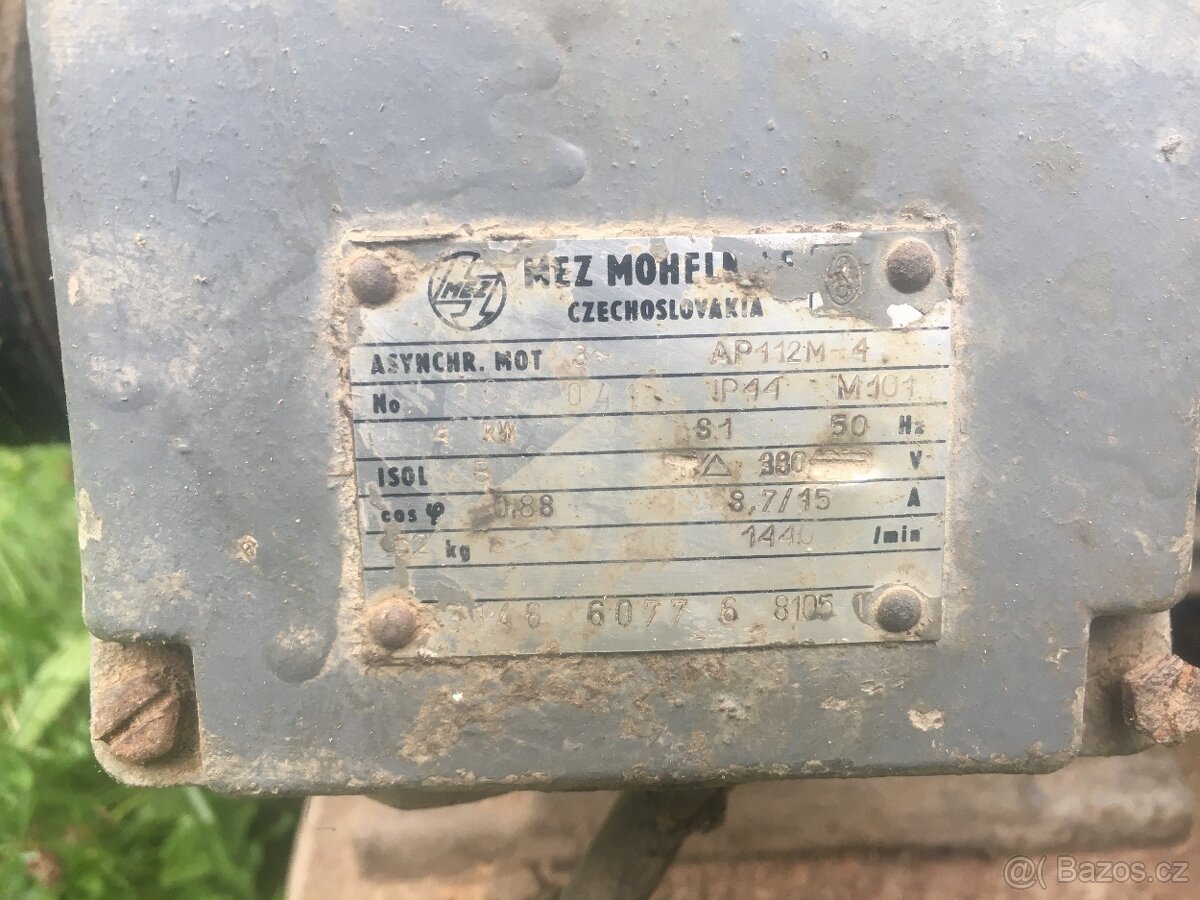 MEZ MEZ MOHELN
CZECHOSLOVAKIA
ASYNCHR. MOT 3~ AP112M-4
No 041 IP44 M101
4 kW S1 50 Hz
ISOL △ 380 V
cos φ 0,88 8,7/15 A
kg 1440 /min
6077 6 8105
Bazos.cz